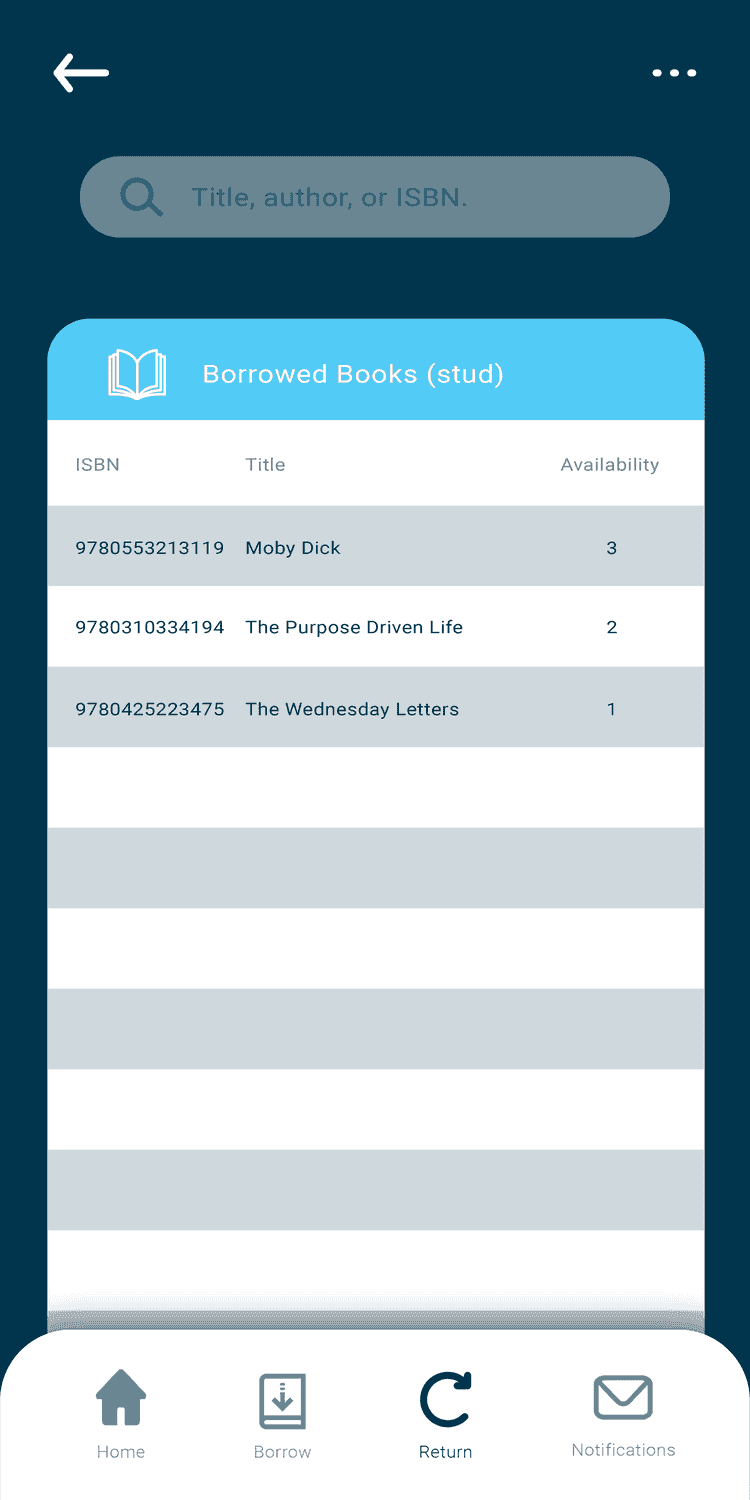 Title, author, or ISBN.
Borrowed Books (stud)
ISBN Title Availability
9780553213119 Moby Dick 3
9780310334194 The Purpose Driven Life 2
9780425223475 The Wednesday Letters 1
Home Borrow Return Notifications